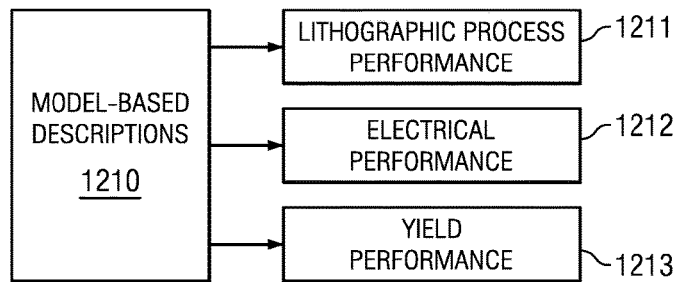 MODEL-BASED
DESCRIPTIONS
1210
LITHOGRAPHIC PROCESS
PERFORMANCE
1211
ELECTRICAL
PERFORMANCE
1212
YIELD
PERFORMANCE
1213